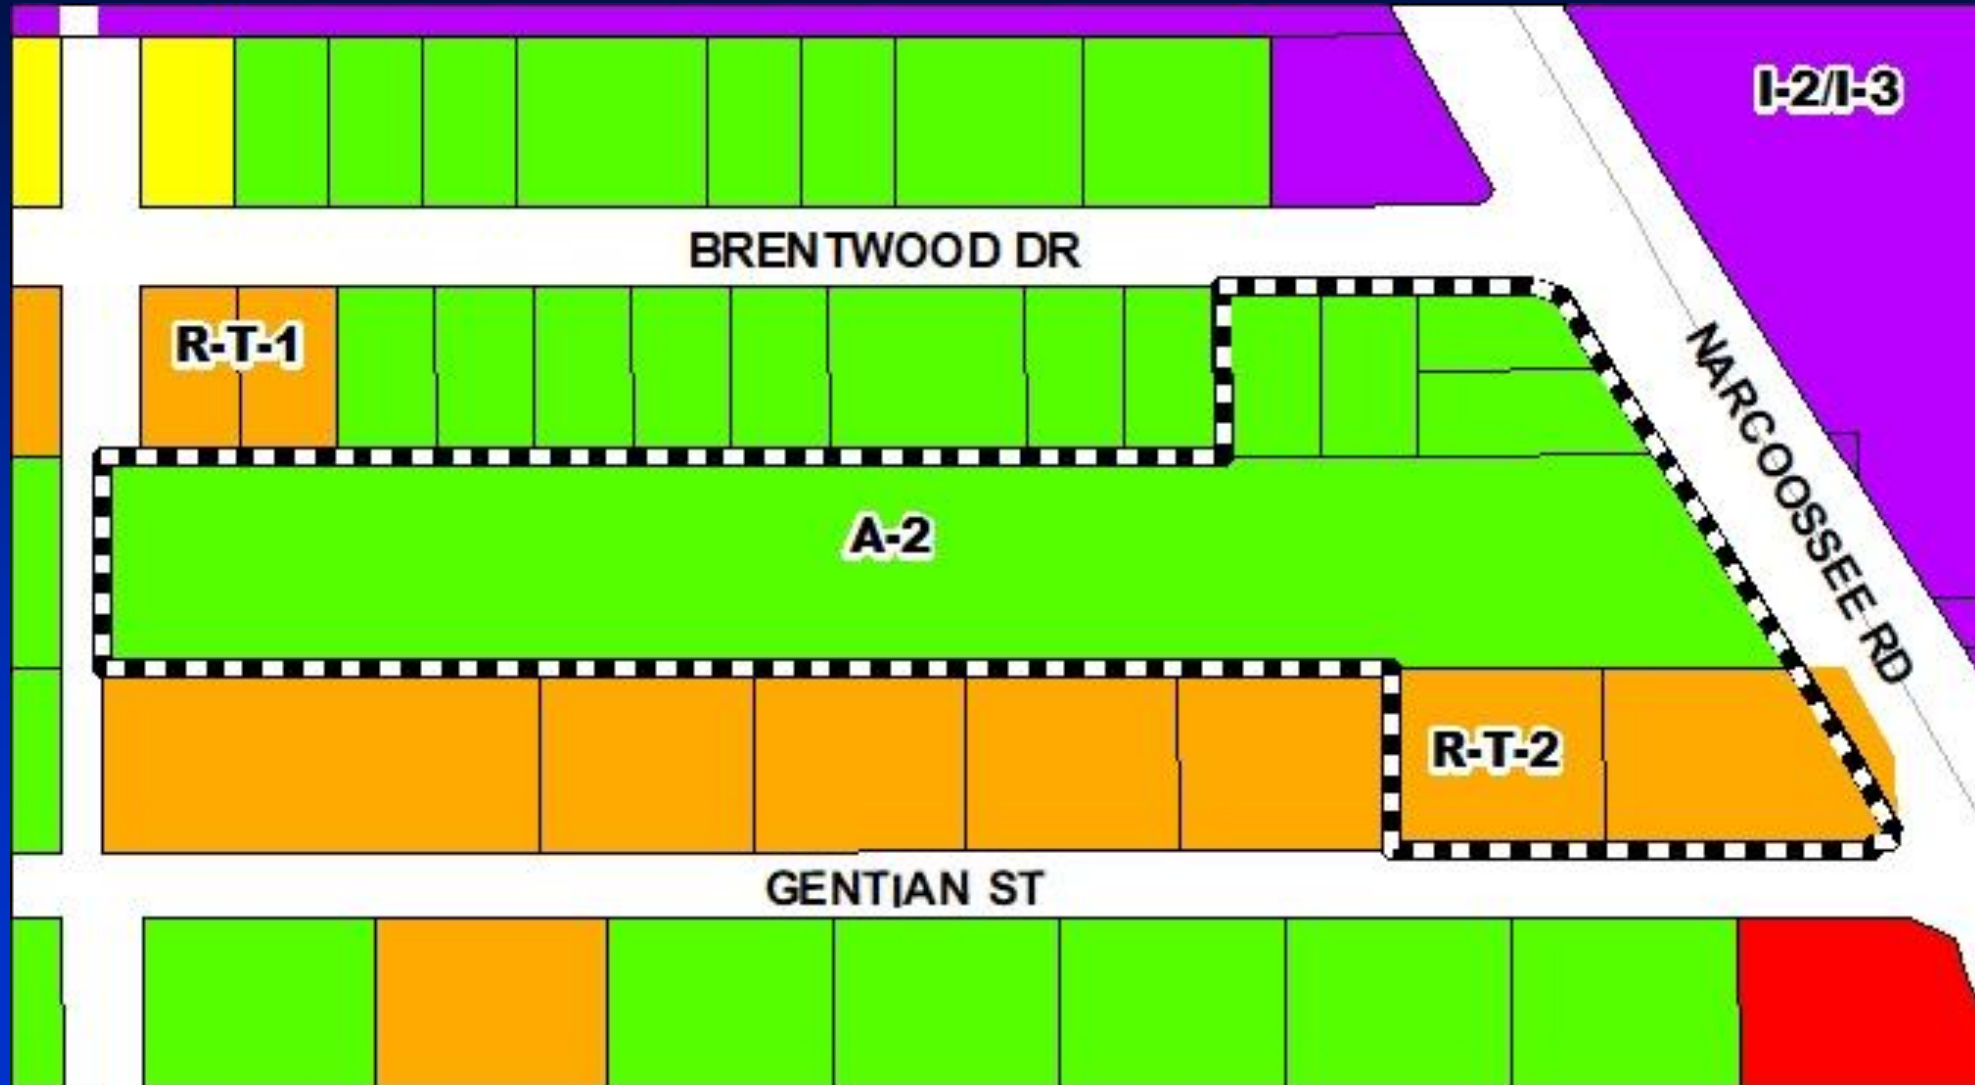 I-2/I-3
BRENTWOOD DR
R-T-1
NARCOOSSEE RD
A-2
R-T-2
GENTIAN ST